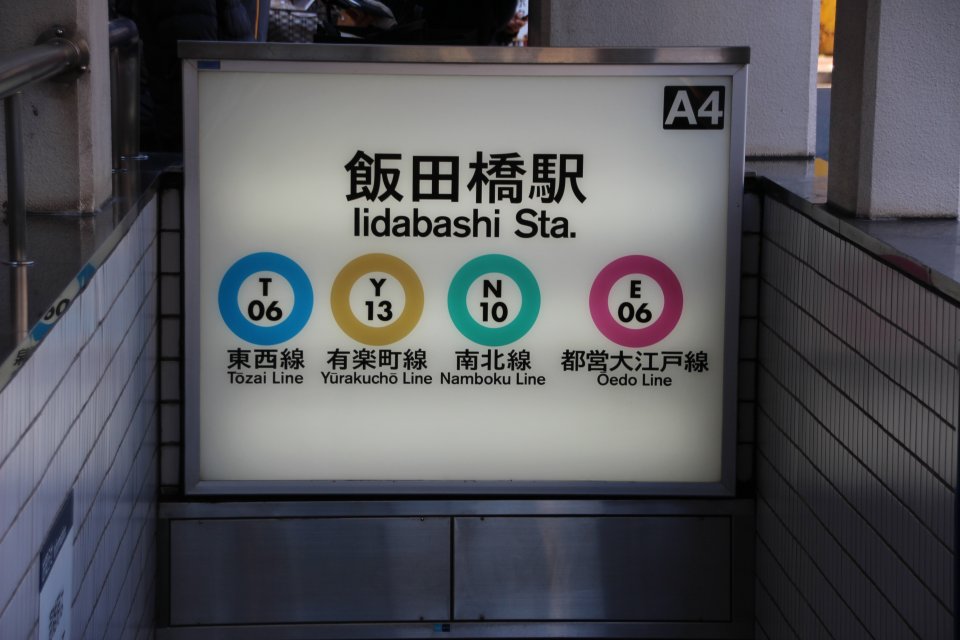 A4
飯田橋駅
Iidabashi Sta.
T 06
Y 13
N 10
E 06
東西線
有楽町線
南北線
都営大江戸線
Tōzai Line
Yūrakuchō Line
Namboku Line
Oedo Line